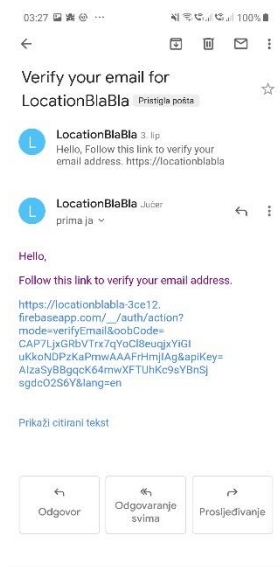 03:27 100%
Verify your email for
LocationBlaBla Pristigla pošta
L LocationBlaBla 3. lip
Hello, Follow this link to verify your
email address. https://locationblabla
L LocationBlaBla Jučer
prima ja
Hello,
Follow this link to verify your email address.
https://locationblabla-3ce12.
firebaseapp.com/__/auth/action?
mode=verifyEmail&oobCode=
CAP7LjxGRbVTrx7qYoCl8euqjxYiGI
uKkoNDPzKaPmwAAAFrHmjIAg&apiKey=
AIzaSyBBgqcK64mwXFTUhKc9sYBnSj
sgdcO2S6Y&lang=en
Prikaži citirani tekst
Odgovor
Odgovaranje
svima
Prosljeđivanje